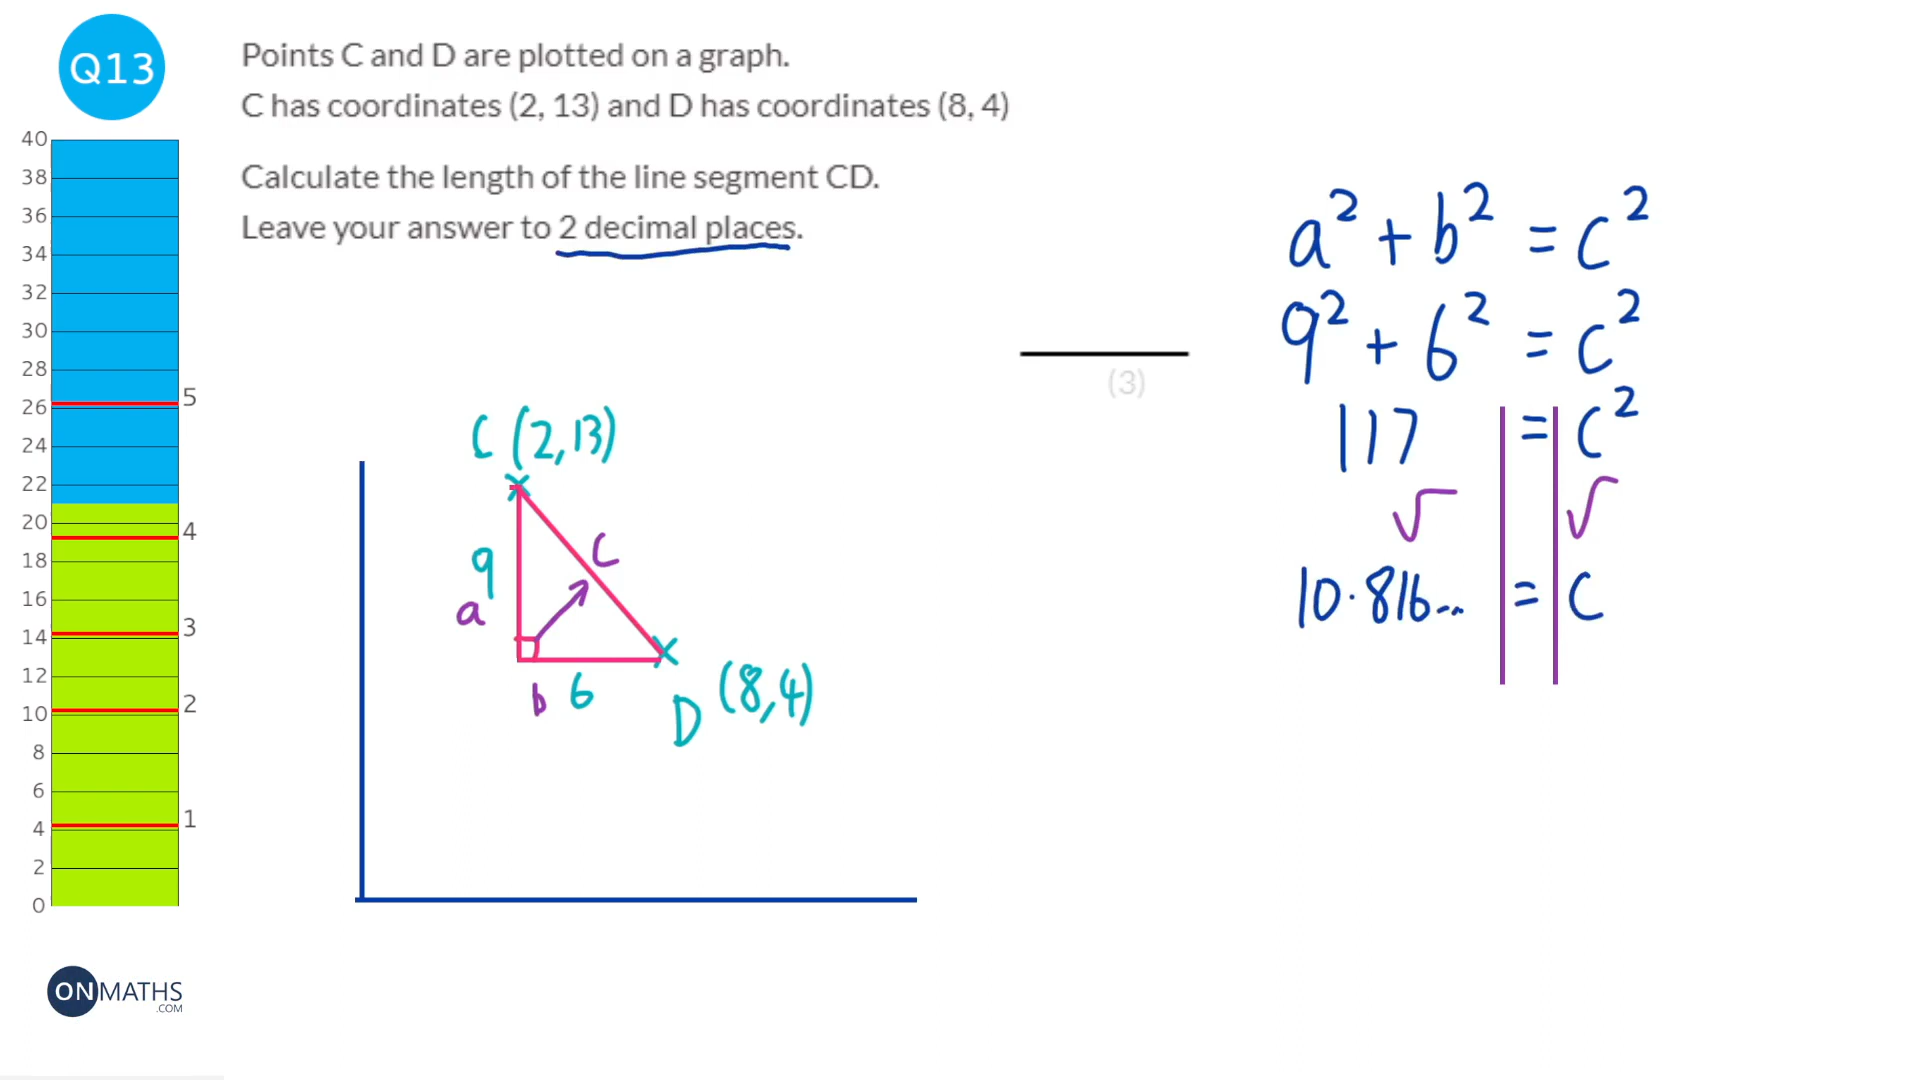 Q13
Points C and D are plotted on a graph.
C has coordinates (2, 13) and D has coordinates (8, 4)
Calculate the length of the line segment CD.
Leave your answer to 2 decimal places.
(3)
40
38
36
34
32
30
28
26
24
22
20
18
16
14
12
10
8
6
4
2
0
5
4
3
2
1
C (2, 13)
9
a
c
b 6
D (8, 4)
a² + b² = c²
9² + 6² = c²
117 = c²
√ √
10.816... = c
ONMATHS
.COM